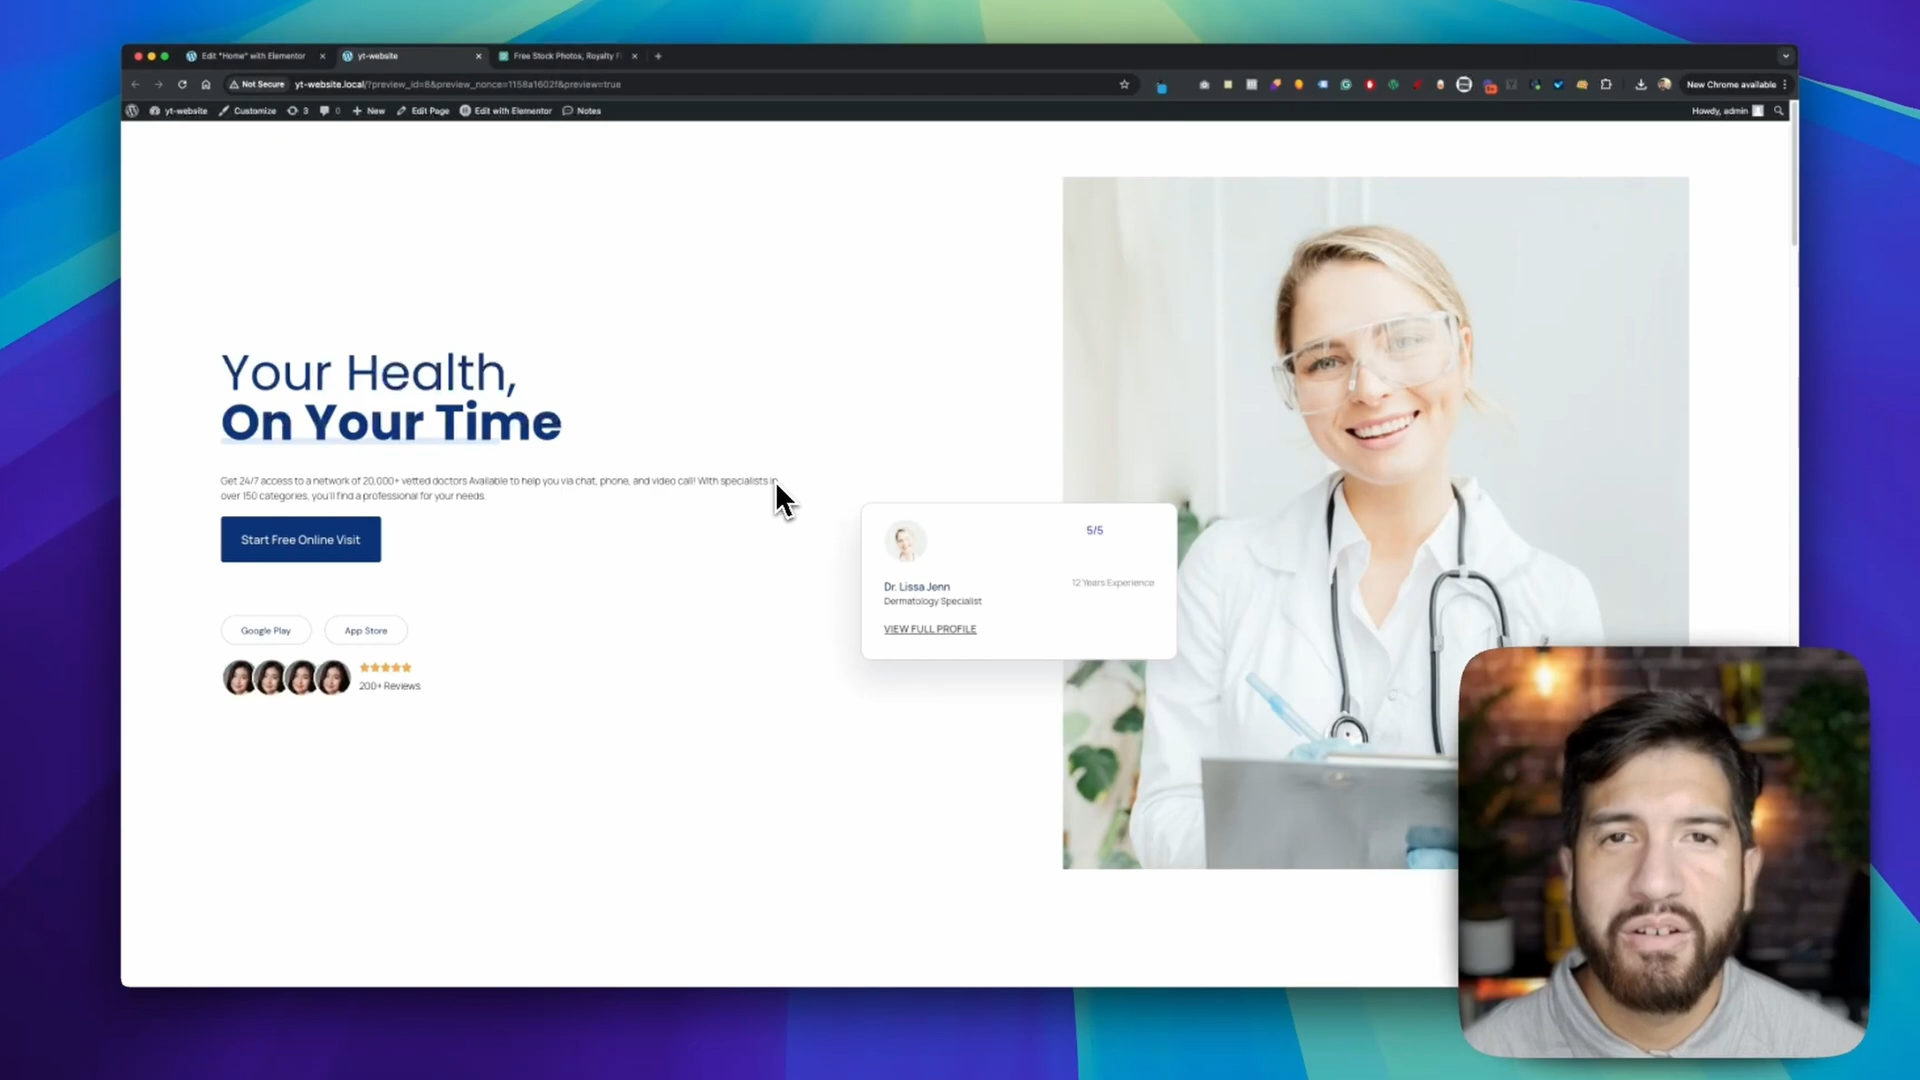 Edit "Home" with Elementor
yt-website
Free Stock Photos, Royalty F
Not Secure
yt-website.local/?preview_id=8&preview_nonce=1158a1602f&preview=true
New Chrome available
yt-website
Customize
3
0
New
Edit Page
Edit with Elementor
Notes
Howdy, admin
Your Health,
On Your Time
Get 24/7 access to a network of 20,000+ vetted doctors Available to help you via chat, phone, and video call! With specialists in
over 150 categories, you'll find a professional for your needs.
Start Free Online Visit
5/5
Dr. Lissa Jenn
12 Years Experience
Dermatology Specialist
VIEW FULL PROFILE
Google Play
App Store
200+ Reviews